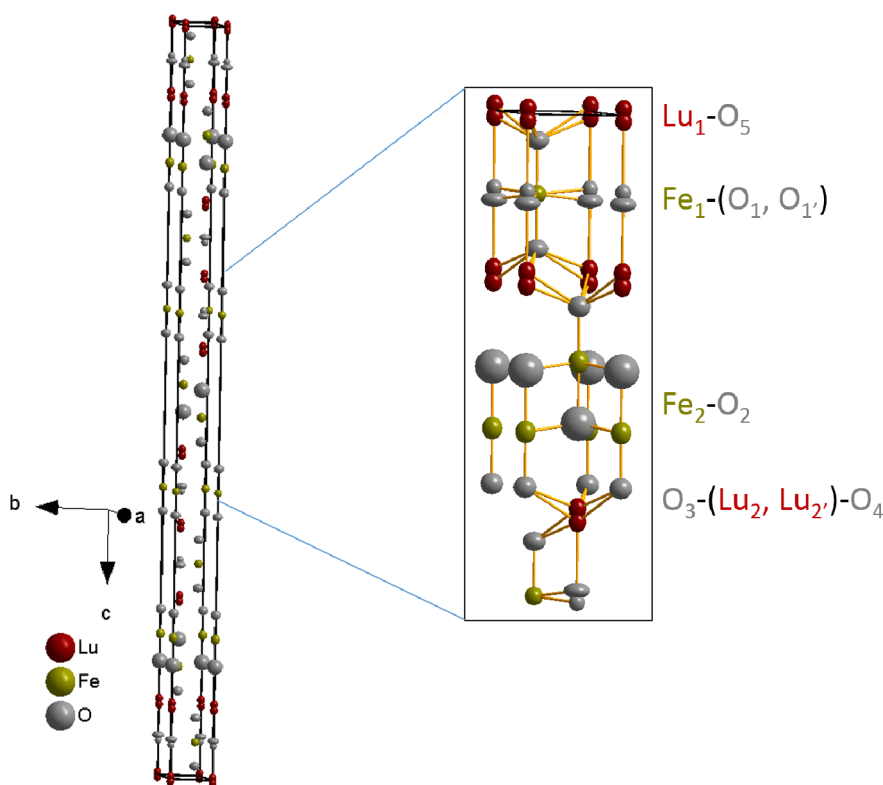 Lu₁-O₅
Fe₁-(O₁, O₁')
Fe₂-O₂
O₃-(Lu₂, Lu₂')-O₄
b
a
c
Lu
Fe
O